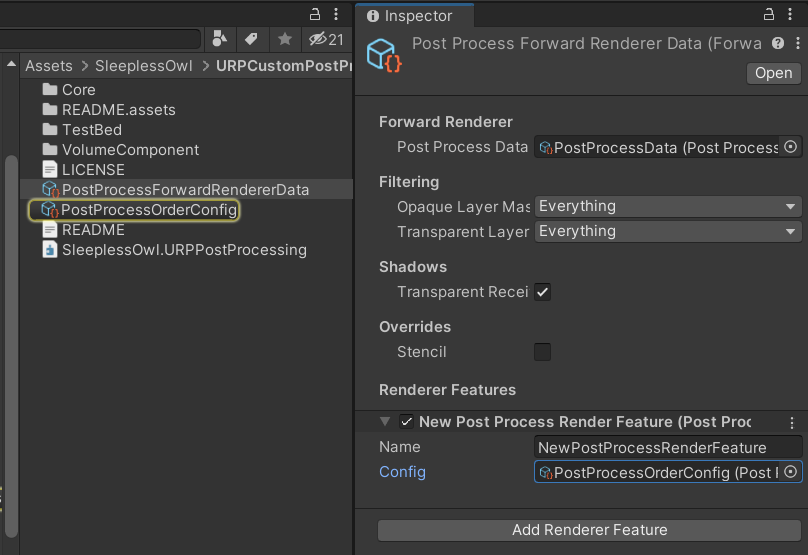 21
Assets > SleeplessOwl > URPCustomPostPr
Core
README.assets
TestBed
VolumeComponent
LICENSE
PostProcessForwardRendererData
PostProcessOrderConfig
README
SleeplessOwl.URPPostProcessing
Inspector
Post Process Forward Renderer Data (Forwa
Open
Forward Renderer
Post Process Data PostProcessData (Post Process
Filtering
Opaque Layer Mas Everything
Transparent Layer Everything
Shadows
Transparent Recei
Overrides
Stencil
Renderer Features
New Post Process Render Feature (Post Proc
Name NewPostProcessRenderFeature
Config PostProcessOrderConfig (Post P
Add Renderer Feature